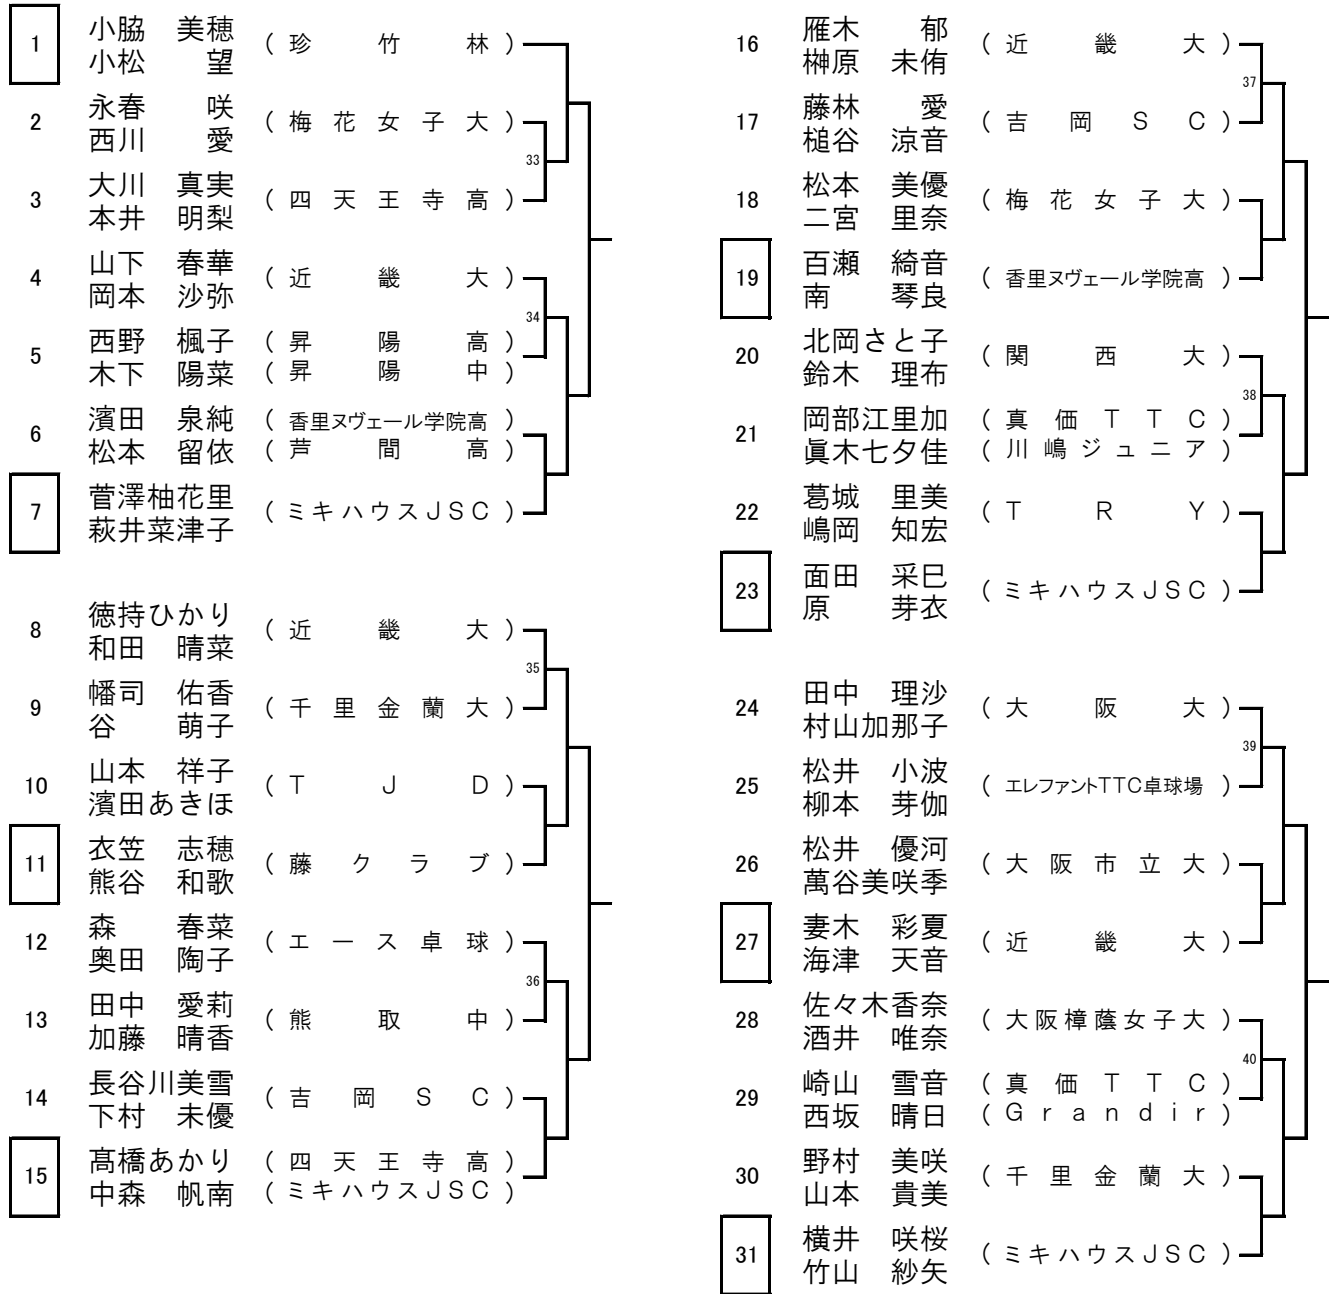 1 小脇 美穂 (珍竹林)
小松 望
2 永春 咲 (梅花女子大)
西川 愛
33
3 大川 真実 (四天王寺高)
本井 明梨
4 山下 春華 (近畿大)
岡本 沙弥
34
5 西野 楓子 (昇陽高)
木下 陽菜 (昇陽中)
6 濱田 泉純 (香里ヌヴェール学院高)
松本 留依 (芦間高)
7 菅澤柚花里 (ミキハウスJSC)
萩井菜津子
8 徳持ひかり (近畿大)
和田 晴菜
35
9 幡司 佑香 (千里金蘭大)
谷 萌子
10 山本 祥子 (TJD)
濱田あきほ
11 衣笠 志穂 (藤クラブ)
熊谷 和歌
12 森 春菜 (エース卓球)
奥田 陶子
36
13 田中 愛莉 (熊取中)
加藤 晴香
14 長谷川美雪 (吉岡SC)
下村 未優
15 髙橋あかり (四天王寺高)
中森 帆南 (ミキハウスJSC)
16 雁木 郁 (近畿大)
榊原 未侑
37
17 藤林 愛 (吉岡SC)
槌谷 涼音
18 松本 美優 (梅花女子大)
二宮 里奈
19 百瀬 綺音 (香里ヌヴェール学院高)
南 琴良
20 北岡さと子 (関西大)
鈴木 理布
38
21 岡部江里加 (真価TTC)
眞木七夕佳 (川嶋ジュニア)
22 葛城 里美 (TRY)
嶋岡 知宏
23 面田 采巳 (ミキハウスJSC)
原 芽衣
24 田中 理沙 (大阪大)
村山加那子
39
25 松井 小波 (エレファントTTC卓球場)
柳本 芽伽
26 松井 優河 (大阪市立大)
萬谷美咲季
27 妻木 彩夏 (近畿大)
海津 天音
28 佐々木香奈 (大阪樟蔭女子大)
酒井 唯奈
40
29 崎山 雪音 (真価TTC)
西坂 晴日 (Grandir)
30 野村 美咲 (千里金蘭大)
山本 貴美
31 横井 咲桜 (ミキハウスJSC)
竹山 紗矢